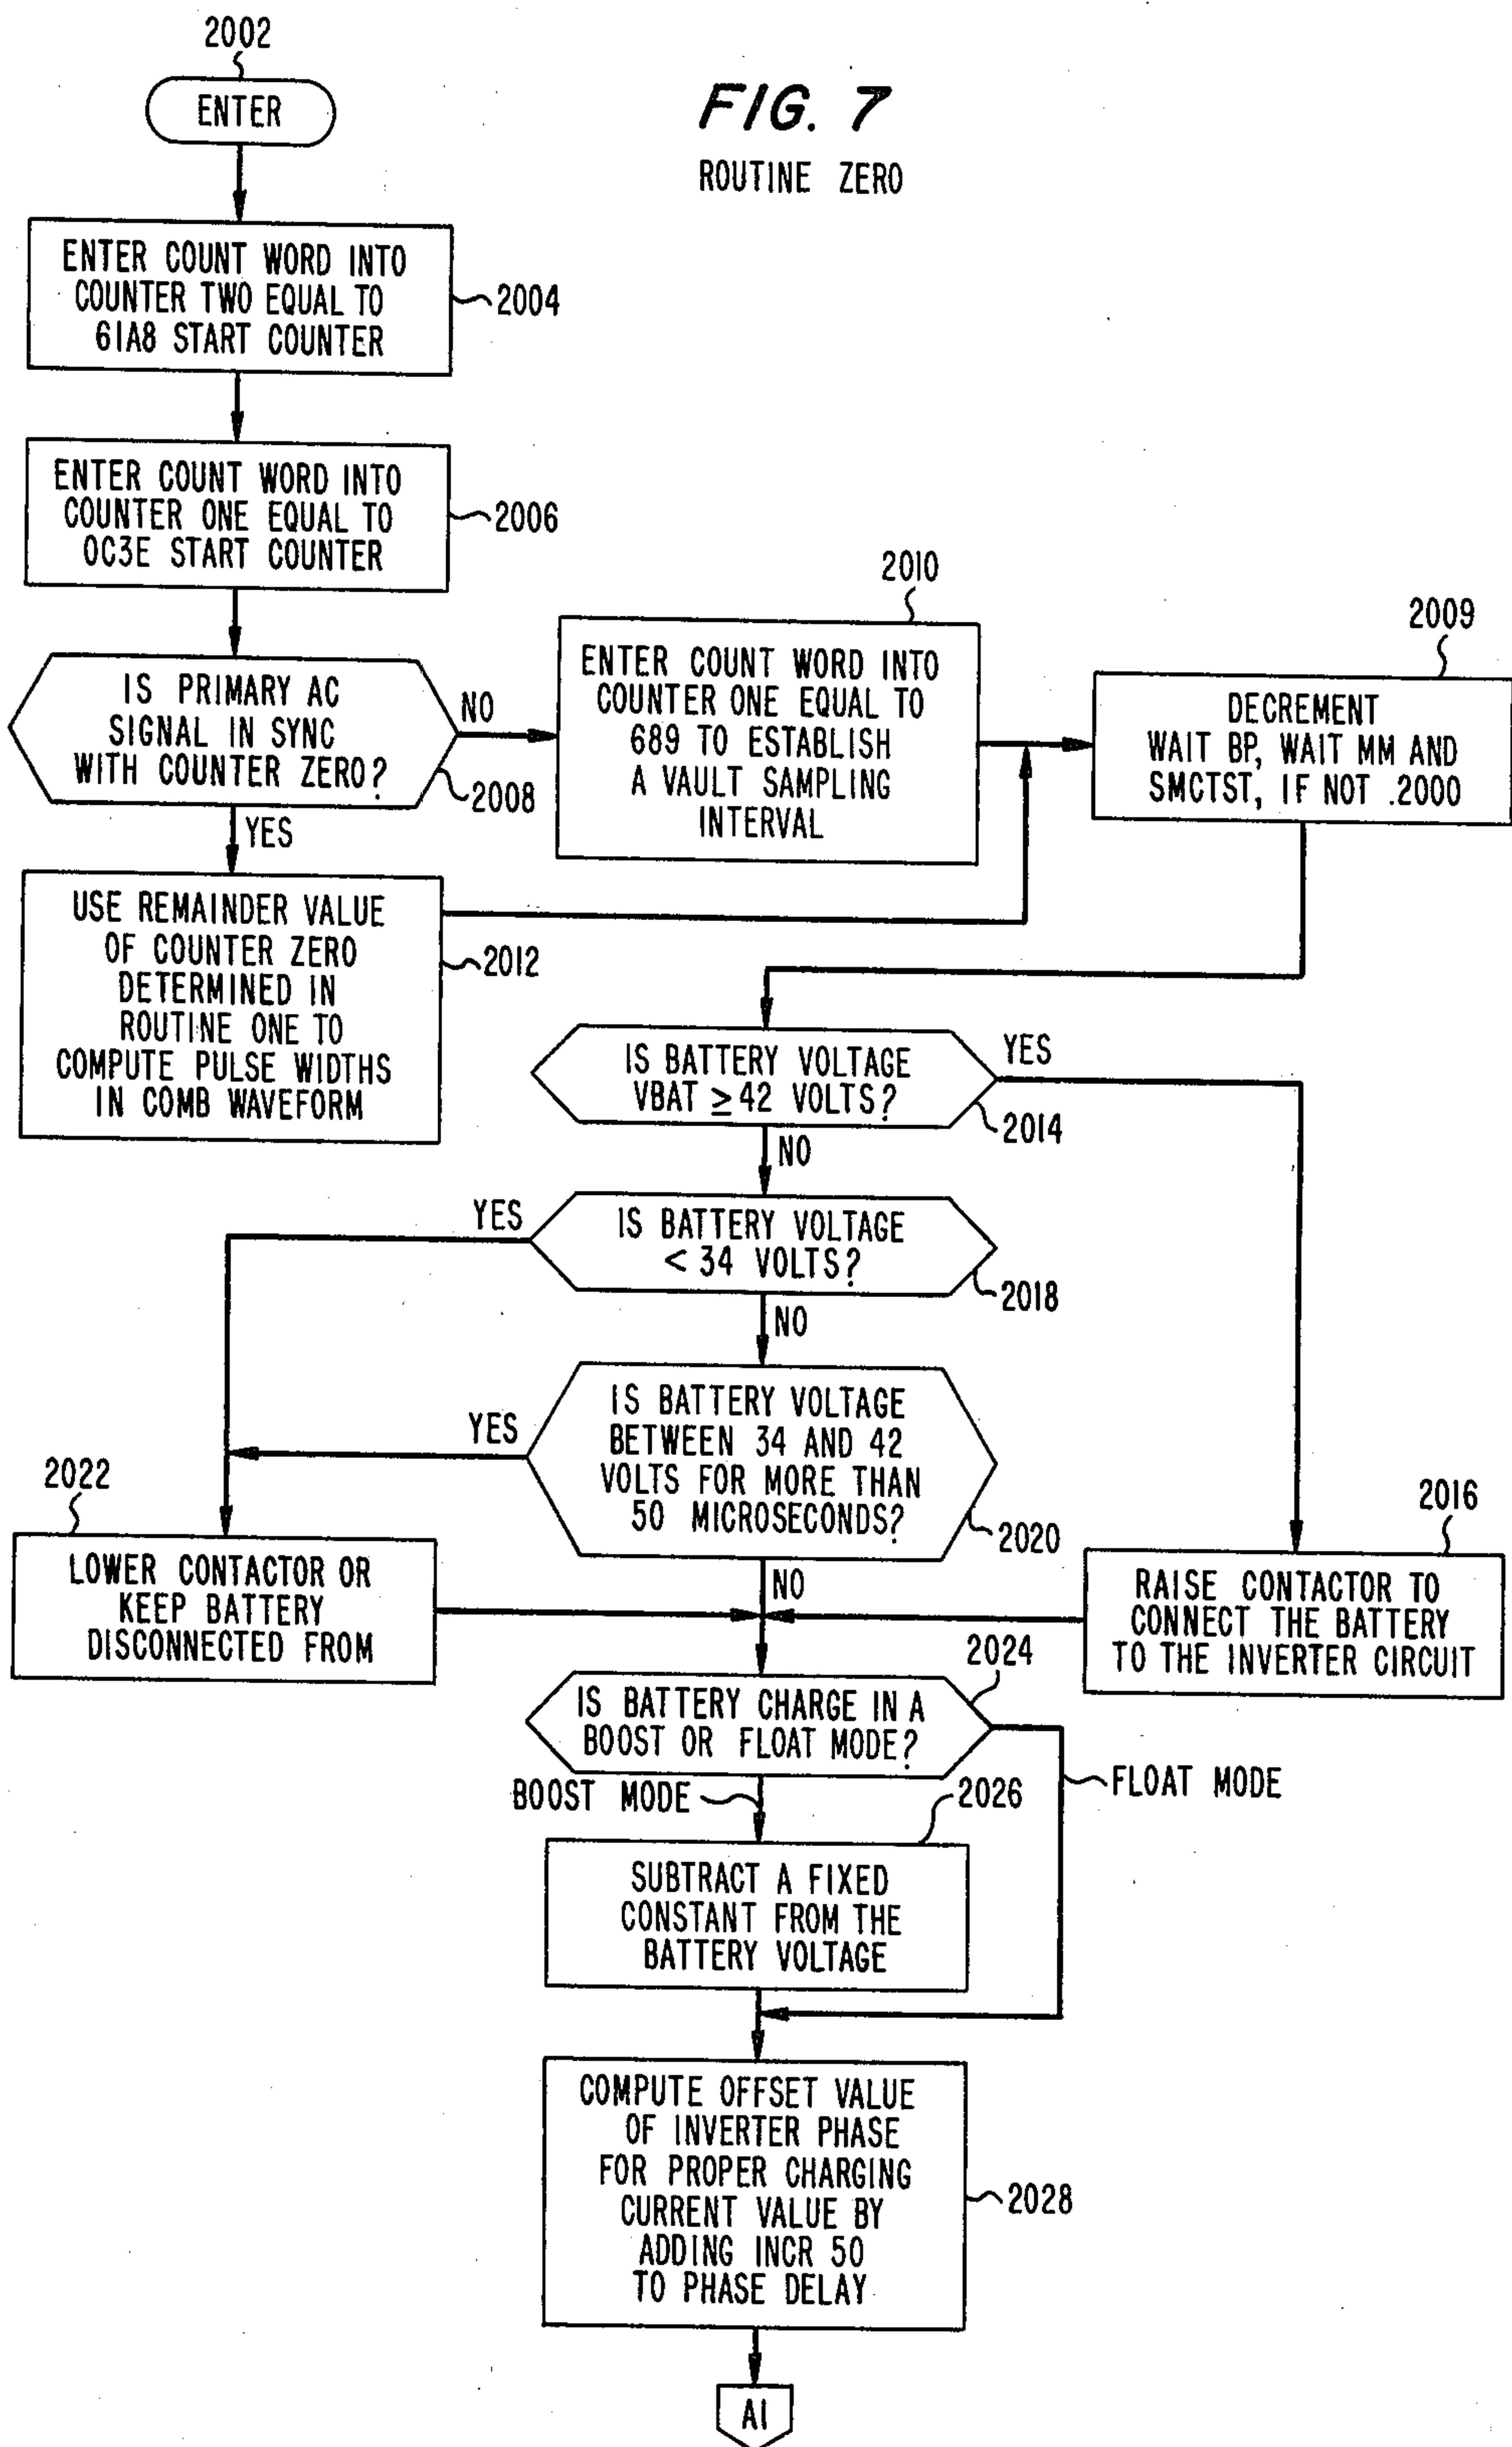 2002
ENTER
FIG. 7
ROUTINE ZERO
ENTER COUNT WORD INTO
COUNTER TWO EQUAL TO
61A8 START COUNTER
2004
ENTER COUNT WORD INTO
COUNTER ONE EQUAL TO
0C3E START COUNTER
2006
IS PRIMARY AC
SIGNAL IN SYNC
WITH COUNTER ZERO?
2008
NO
YES
2010
ENTER COUNT WORD INTO
COUNTER ONE EQUAL TO
689 TO ESTABLISH
A VAULT SAMPLING
INTERVAL
2009
DECREMENT
WAIT BP, WAIT MM AND
SMCTST, IF NOT .2000
USE REMAINDER VALUE
OF COUNTER ZERO
DETERMINED IN
ROUTINE ONE TO
COMPUTE PULSE WIDTHS
IN COMB WAVEFORM
2012
IS BATTERY VOLTAGE
VBAT ≥ 42 VOLTS?
YES
2014
NO
IS BATTERY VOLTAGE
< 34 VOLTS?
YES
2018
NO
IS BATTERY VOLTAGE
BETWEEN 34 AND 42
VOLTS FOR MORE THAN
50 MICROSECONDS?
YES
2020
NO
2022
LOWER CONTACTOR OR
KEEP BATTERY
DISCONNECTED FROM
2016
RAISE CONTACTOR TO
CONNECT THE BATTERY
TO THE INVERTER CIRCUIT
2024
IS BATTERY CHARGE IN A
BOOST OR FLOAT MODE?
BOOST MODE
FLOAT MODE
2026
SUBTRACT A FIXED
CONSTANT FROM THE
BATTERY VOLTAGE
COMPUTE OFFSET VALUE
OF INVERTER PHASE
FOR PROPER CHARGING
CURRENT VALUE BY
ADDING INCR 50
TO PHASE DELAY
2028
A1